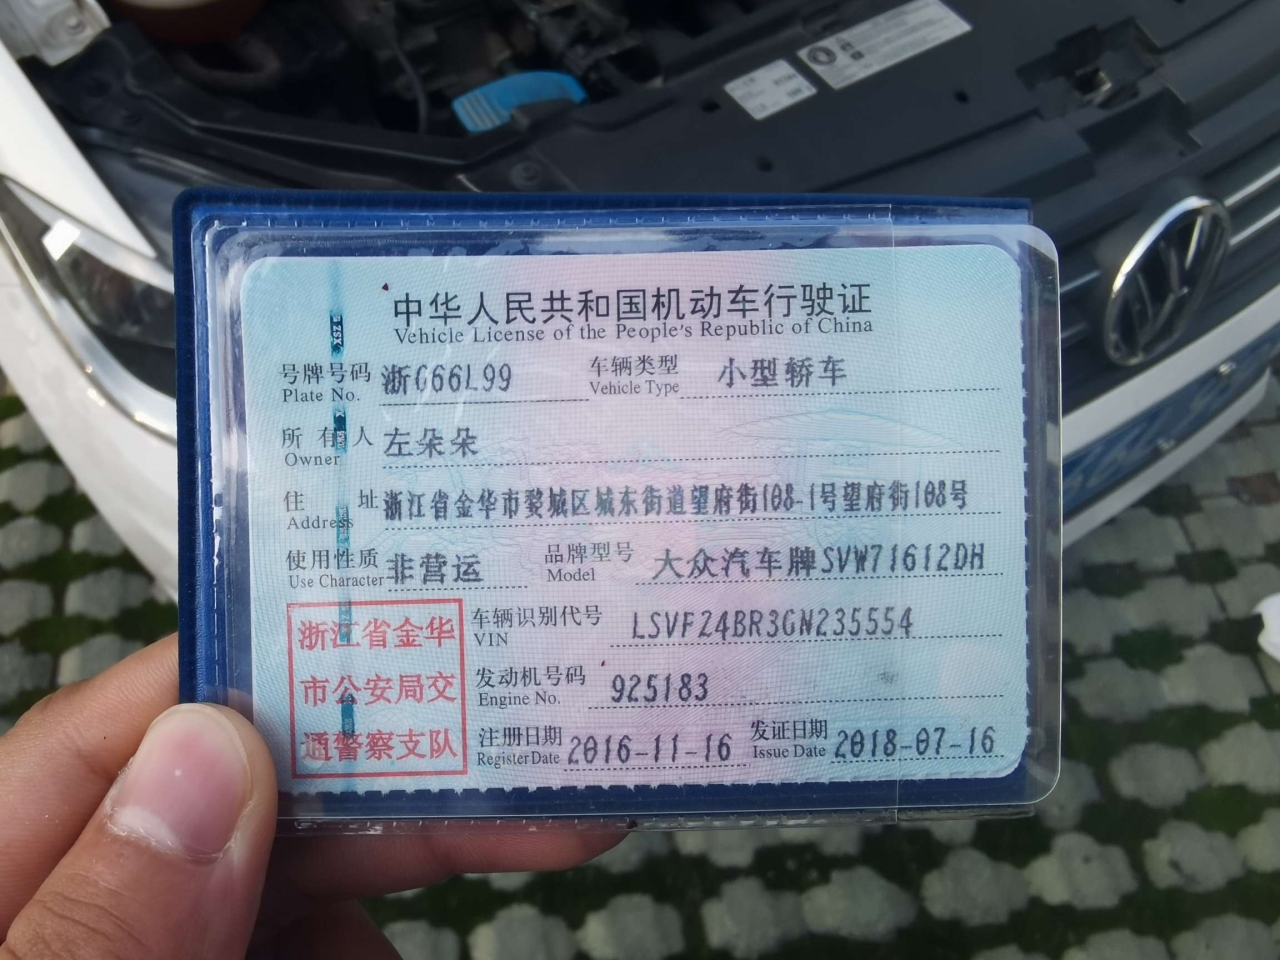 中华人民共和国机动车行驶证
Vehicle License of the People's Republic of China
号牌号码 浙G66L99 车辆类型 小型轿车
Plate No. Vehicle Type
所有人 左朵朵
Owner
住址 浙江省金华市婺城区城东街道望府街108-1号望府街108号
Address
使用性质 非营运 品牌型号 大众汽车牌SVW71612DH
Use Character Model
浙江省金华
市公安局交
通警察支队
车辆识别代号 LSVF24BR3GN235554
VIN
发动机号码 925183
Engine No.
注册日期 2016-11-16 发证日期 2018-07-16
Register Date Issue Date